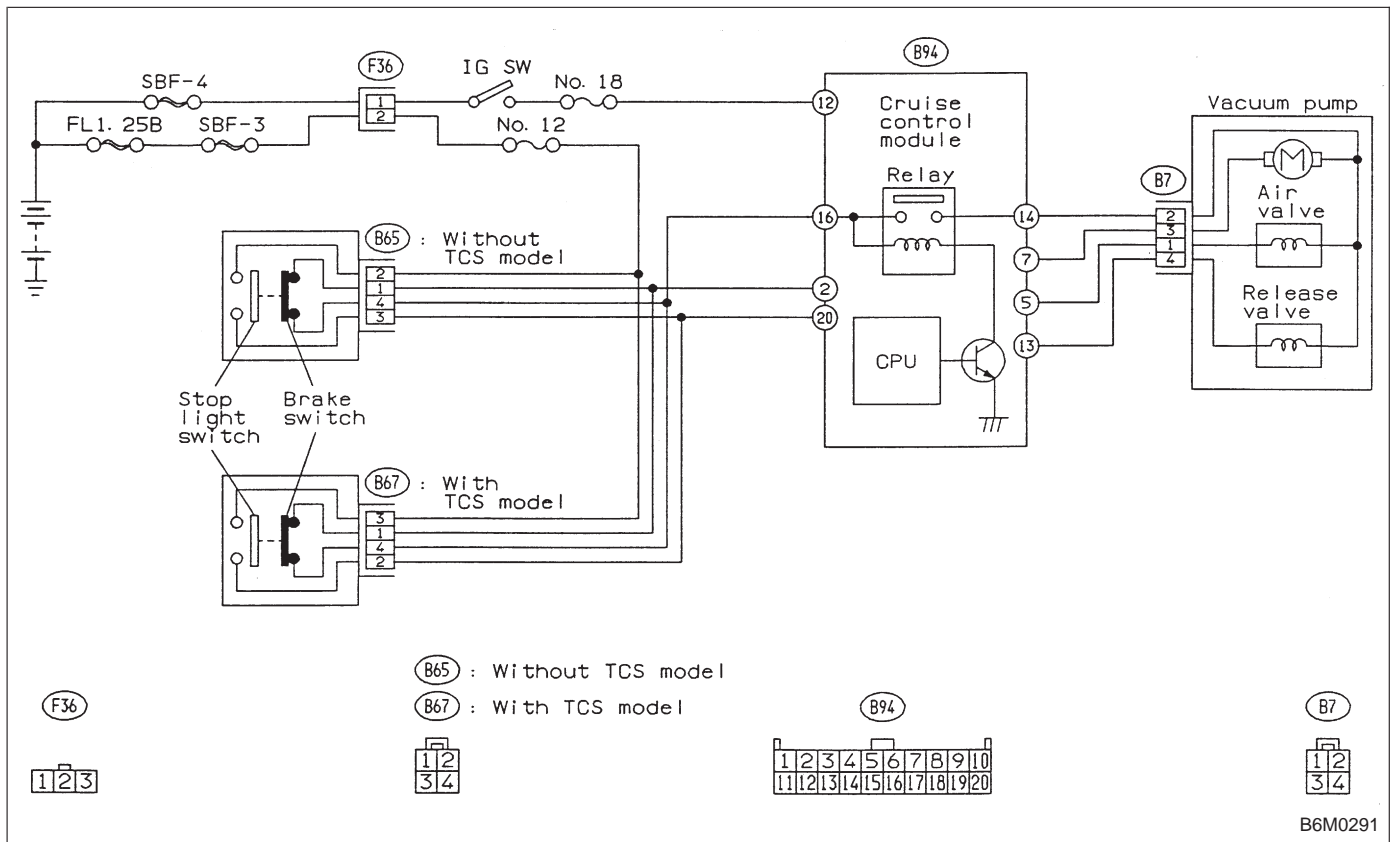 SBF-4
F36
IG SW
No. 18
B94
FL1. 25B
SBF-3
1
2
No. 12
12
Cruise
control
module
Vacuum pump
Relay
B7
M
Air
valve
16
14
2
3
1
4
7
B65 : Without
TCS model
2
1
4
3
2
5
Release
valve
20
13
CPU
Stop
light
switch
Brake
switch
B67 : With
TCS model
3
1
4
2
B65 : Without TCS model
B67 : With TCS model
F36
B94
B7
1 2 3
1 2
3 4
1 2 3 4 5 6 7 8 9 10
11 12 13 14 15 16 17 18 19 20
1 2
3 4
B6M0291